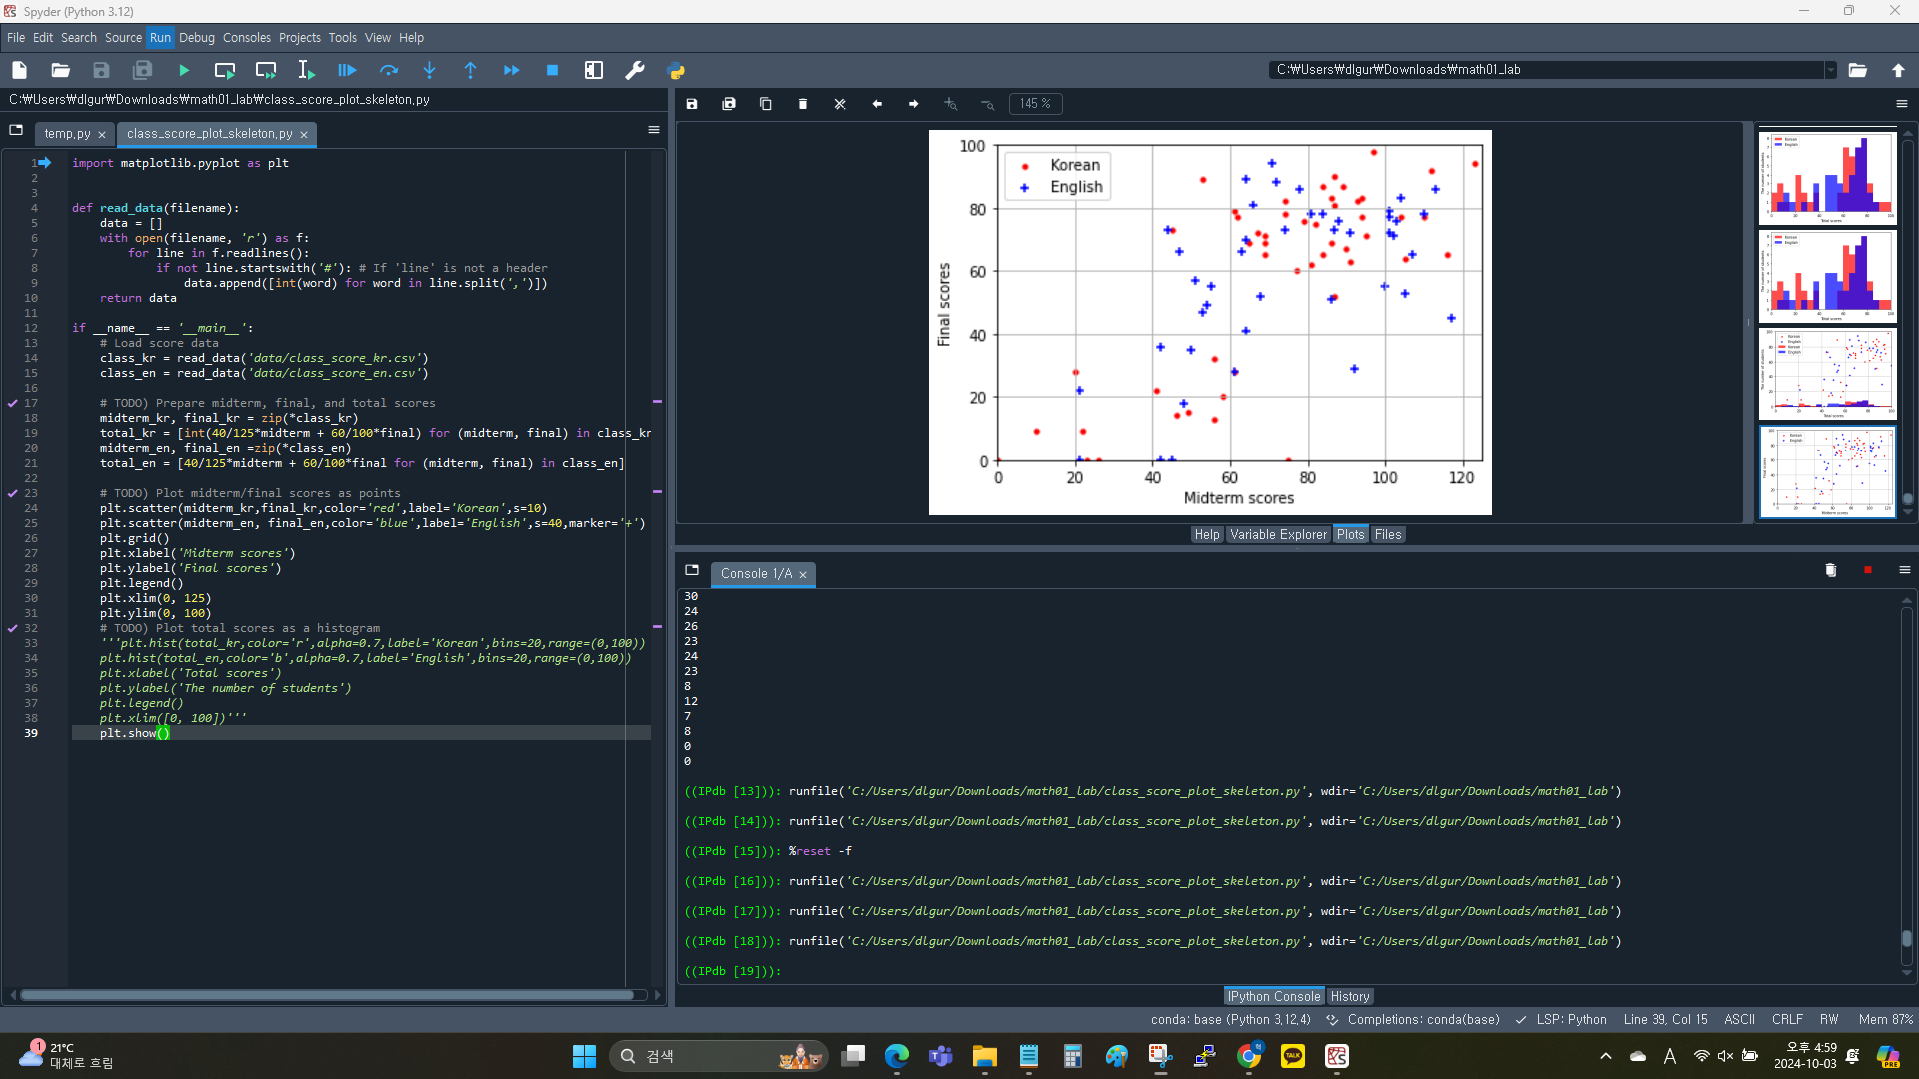 Spyder (Python 3.12)
File Edit Search Source Run Debug Consoles Projects Tools View Help
C:₩Users₩dlgur₩Downloads₩math01_lab
C:₩Users₩dlgur₩Downloads₩math01_lab₩class_score_plot_skeleton.py
temp.py
class_score_plot_skeleton.py
1 import matplotlib.pyplot as plt
2
3
4 def read_data(filename):
5 data = []
6 with open(filename, 'r') as f:
7 for line in f.readlines():
8 if not line.startswith('#'): # If 'line' is not a header
9 data.append([int(word) for word in line.split(',')])
10 return data
11
12 if __name__ == '__main__':
13 # Load score data
14 class_kr = read_data('data/class_score_kr.csv')
15 class_en = read_data('data/class_score_en.csv')
16
17 # TODO) Prepare midterm, final, and total scores
18 midterm_kr, final_kr = zip(*class_kr)
19 total_kr = [int(40/125*midterm + 60/100*final) for (midterm, final) in class_kr
20 midterm_en, final_en =zip(*class_en)
21 total_en = [40/125*midterm + 60/100*final for (midterm, final) in class_en]
22
23 # TODO) Plot midterm/final scores as points
24 plt.scatter(midterm_kr,final_kr,color='red',label='Korean',s=10)
25 plt.scatter(midterm_en, final_en,color='blue',label='English',s=40,marker='+')
26 plt.grid()
27 plt.xlabel('Midterm scores')
28 plt.ylabel('Final scores')
29 plt.legend()
30 plt.xlim(0, 125)
31 plt.ylim(0, 100)
32 # TODO) Plot total scores as a histogram
33 '''plt.hist(total_kr,color='r',alpha=0.7,label='Korean',bins=20,range=(0,100))
34 plt.hist(total_en,color='b',alpha=0.7,label='English',bins=20,range=(0,100))
35 plt.xlabel('Total scores')
36 plt.ylabel('The number of students')
37 plt.legend()
38 plt.xlim([0, 100])'''
39 plt.show()
145 %
Korean
English
100
80
60
40
20
0
Final scores
0 20 40 60 80 100 120
Midterm scores
Help Variable Explorer Plots Files
Console 1/A
30
24
26
23
24
23
8
12
7
8
0
0
((IPdb [13])): runfile('C:/Users/dlgur/Downloads/math01_lab/class_score_plot_skeleton.py', wdir='C:/Users/dlgur/Downloads/math01_lab')
((IPdb [14])): runfile('C:/Users/dlgur/Downloads/math01_lab/class_score_plot_skeleton.py', wdir='C:/Users/dlgur/Downloads/math01_lab')
((IPdb [15])): %reset -f
((IPdb [16])): runfile('C:/Users/dlgur/Downloads/math01_lab/class_score_plot_skeleton.py', wdir='C:/Users/dlgur/Downloads/math01_lab')
((IPdb [17])): runfile('C:/Users/dlgur/Downloads/math01_lab/class_score_plot_skeleton.py', wdir='C:/Users/dlgur/Downloads/math01_lab')
((IPdb [18])): runfile('C:/Users/dlgur/Downloads/math01_lab/class_score_plot_skeleton.py', wdir='C:/Users/dlgur/Downloads/math01_lab')
((IPdb [19])):
IPython Console History
conda: base (Python 3.12.4) Completions: conda(base) LSP: Python Line 39, Col 15 ASCII CRLF RW Mem 87%
1
21°C
대체로 흐림
검색
TALK
혁
A
오후 4:59
2024-10-03
PRE